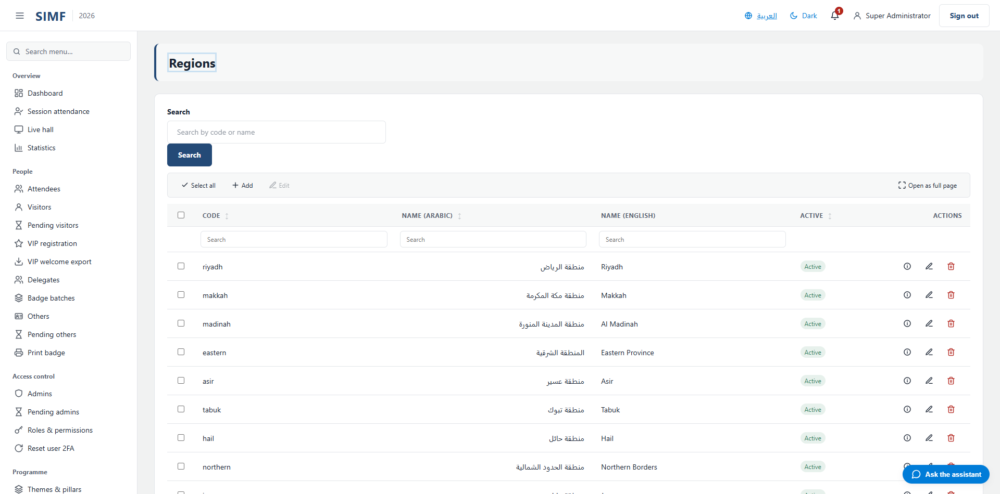 SIMF 2026
العربية
Dark
1
Super Administrator
Sign out
Search menu...
Overview
Dashboard
Session attendance
Live hall
Statistics
People
Attendees
Visitors
Pending visitors
VIP registration
VIP welcome export
Delegates
Badge batches
Others
Pending others
Print badge
Access control
Admins
Pending admins
Roles & permissions
Reset user 2FA
Programme
Themes & pillars
Regions
Search
Search by code or name
Search
Select all
Add
Edit
Open as full page
CODE NAME (ARABIC) NAME (ENGLISH) ACTIVE ACTIONS
Search Search Search
riyadh منطقة الرياض Riyadh Active
makkah منطقة مكة المكرمة Makkah Active
madinah منطقة المدينة المنورة Al Madinah Active
eastern المنطقة الشرقية Eastern Province Active
asir منطقة عسير Asir Active
tabuk منطقة تبوك Tabuk Active
hail منطقة حائل Hail Active
northern منطقة الحدود الشمالية Northern Borders Active
Ask the assistant